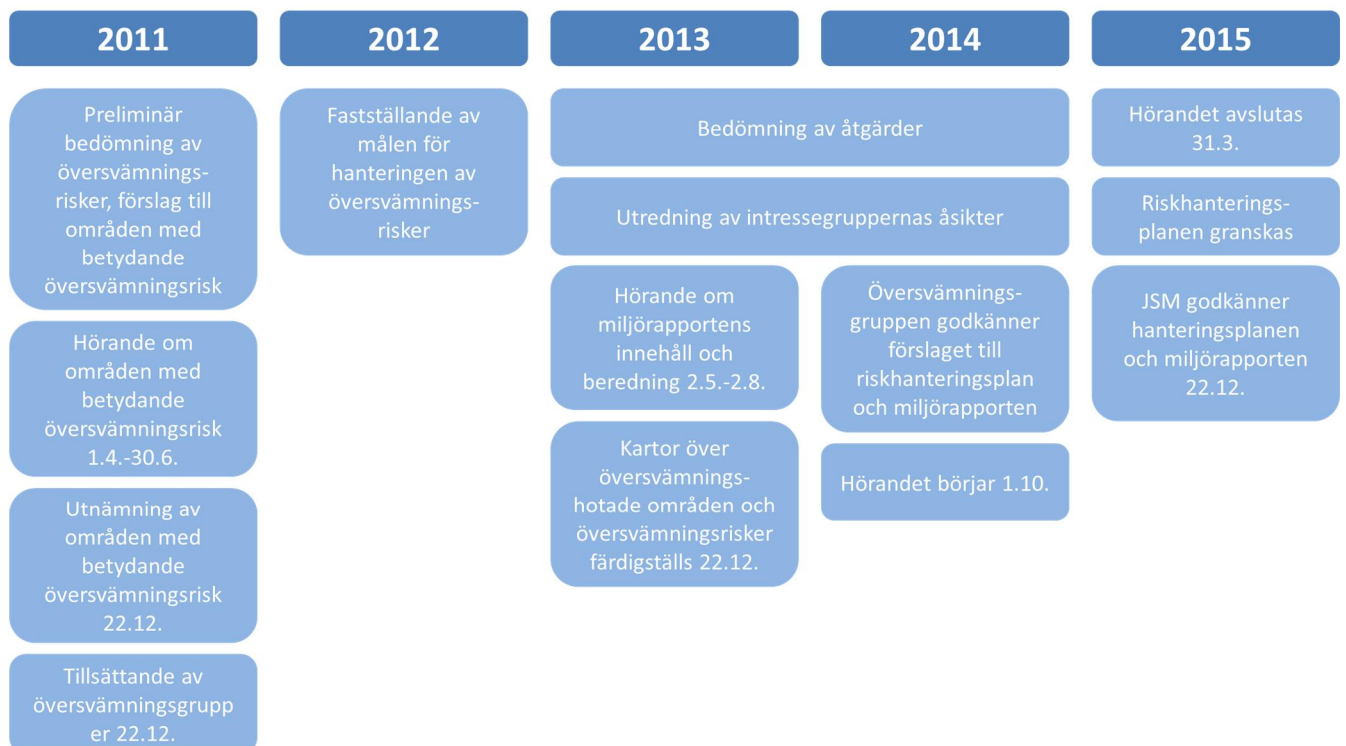 2011
Preliminär
bedömning av
översvämnings-
risker, förslag till
områden med
betydande
översvämningsrisk
Hörande om
områden med
betydande
översvämningsrisk
1.4.-30.6.
Utnämning av
områden med
betydande
översvämningsrisk
22.12.
Tillsättande av
översvämningsgrupp
er 22.12.
2012
Fastställande av
målen för
hanteringen av
översvämnings-
risker
2013
2014
Bedömning av åtgärder
Utredning av intressegruppernas åsikter
Hörande om
miljörapportens
innehåll och
beredning 2.5.-2.8.
Kartor över
översvämnings-
hotade områden och
översvämningsrisker
färdigställs 22.12.
Översvämnings-
gruppen godkänner
förslaget till
riskhanteringsplan
och miljörapporten
Hörandet börjar 1.10.
2015
Hörandet avslutas
31.3.
Riskhanterings-
planen granskas
JSM godkänner
hanteringsplanen
och miljörapporten
22.12.